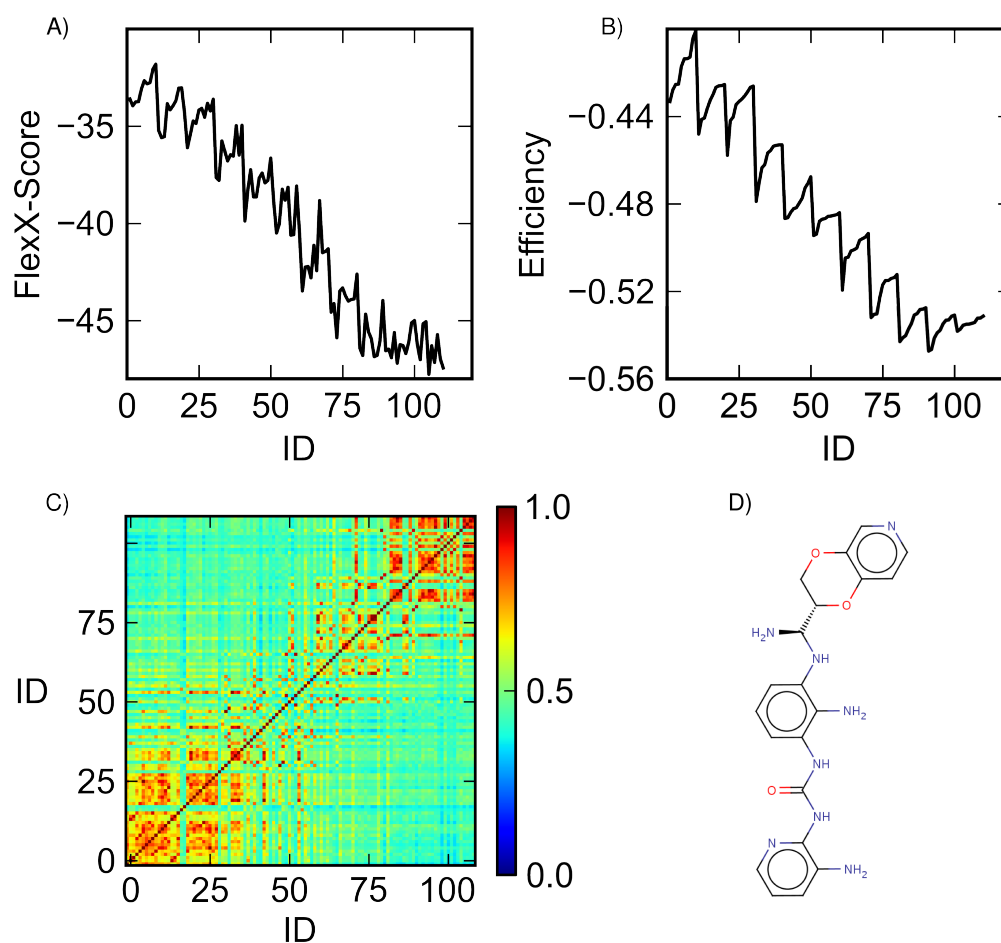 A)
FlexX-Score
−35
−40
−45
0 25 50 75 100
ID
B)
Efficiency
−0.44
−0.48
−0.52
−0.56
0 25 50 75 100
ID
C)
ID
75
50
25
0
0 25 50 75 100
ID
1.0
0.5
0.0
D)
N
O
O
H₂N
NH
NH₂
NH
O
NH
N
NH₂